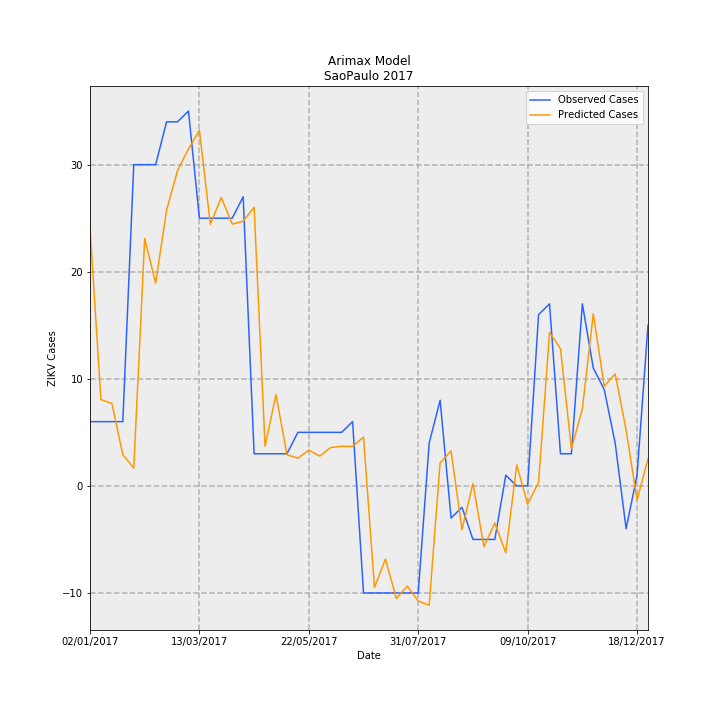 Arimax Model
SaoPaulo 2017
Observed Cases
Predicted Cases
ZIKV Cases
30
20
10
0
−10
02/01/2017
13/03/2017
22/05/2017
31/07/2017
09/10/2017
18/12/2017
Date